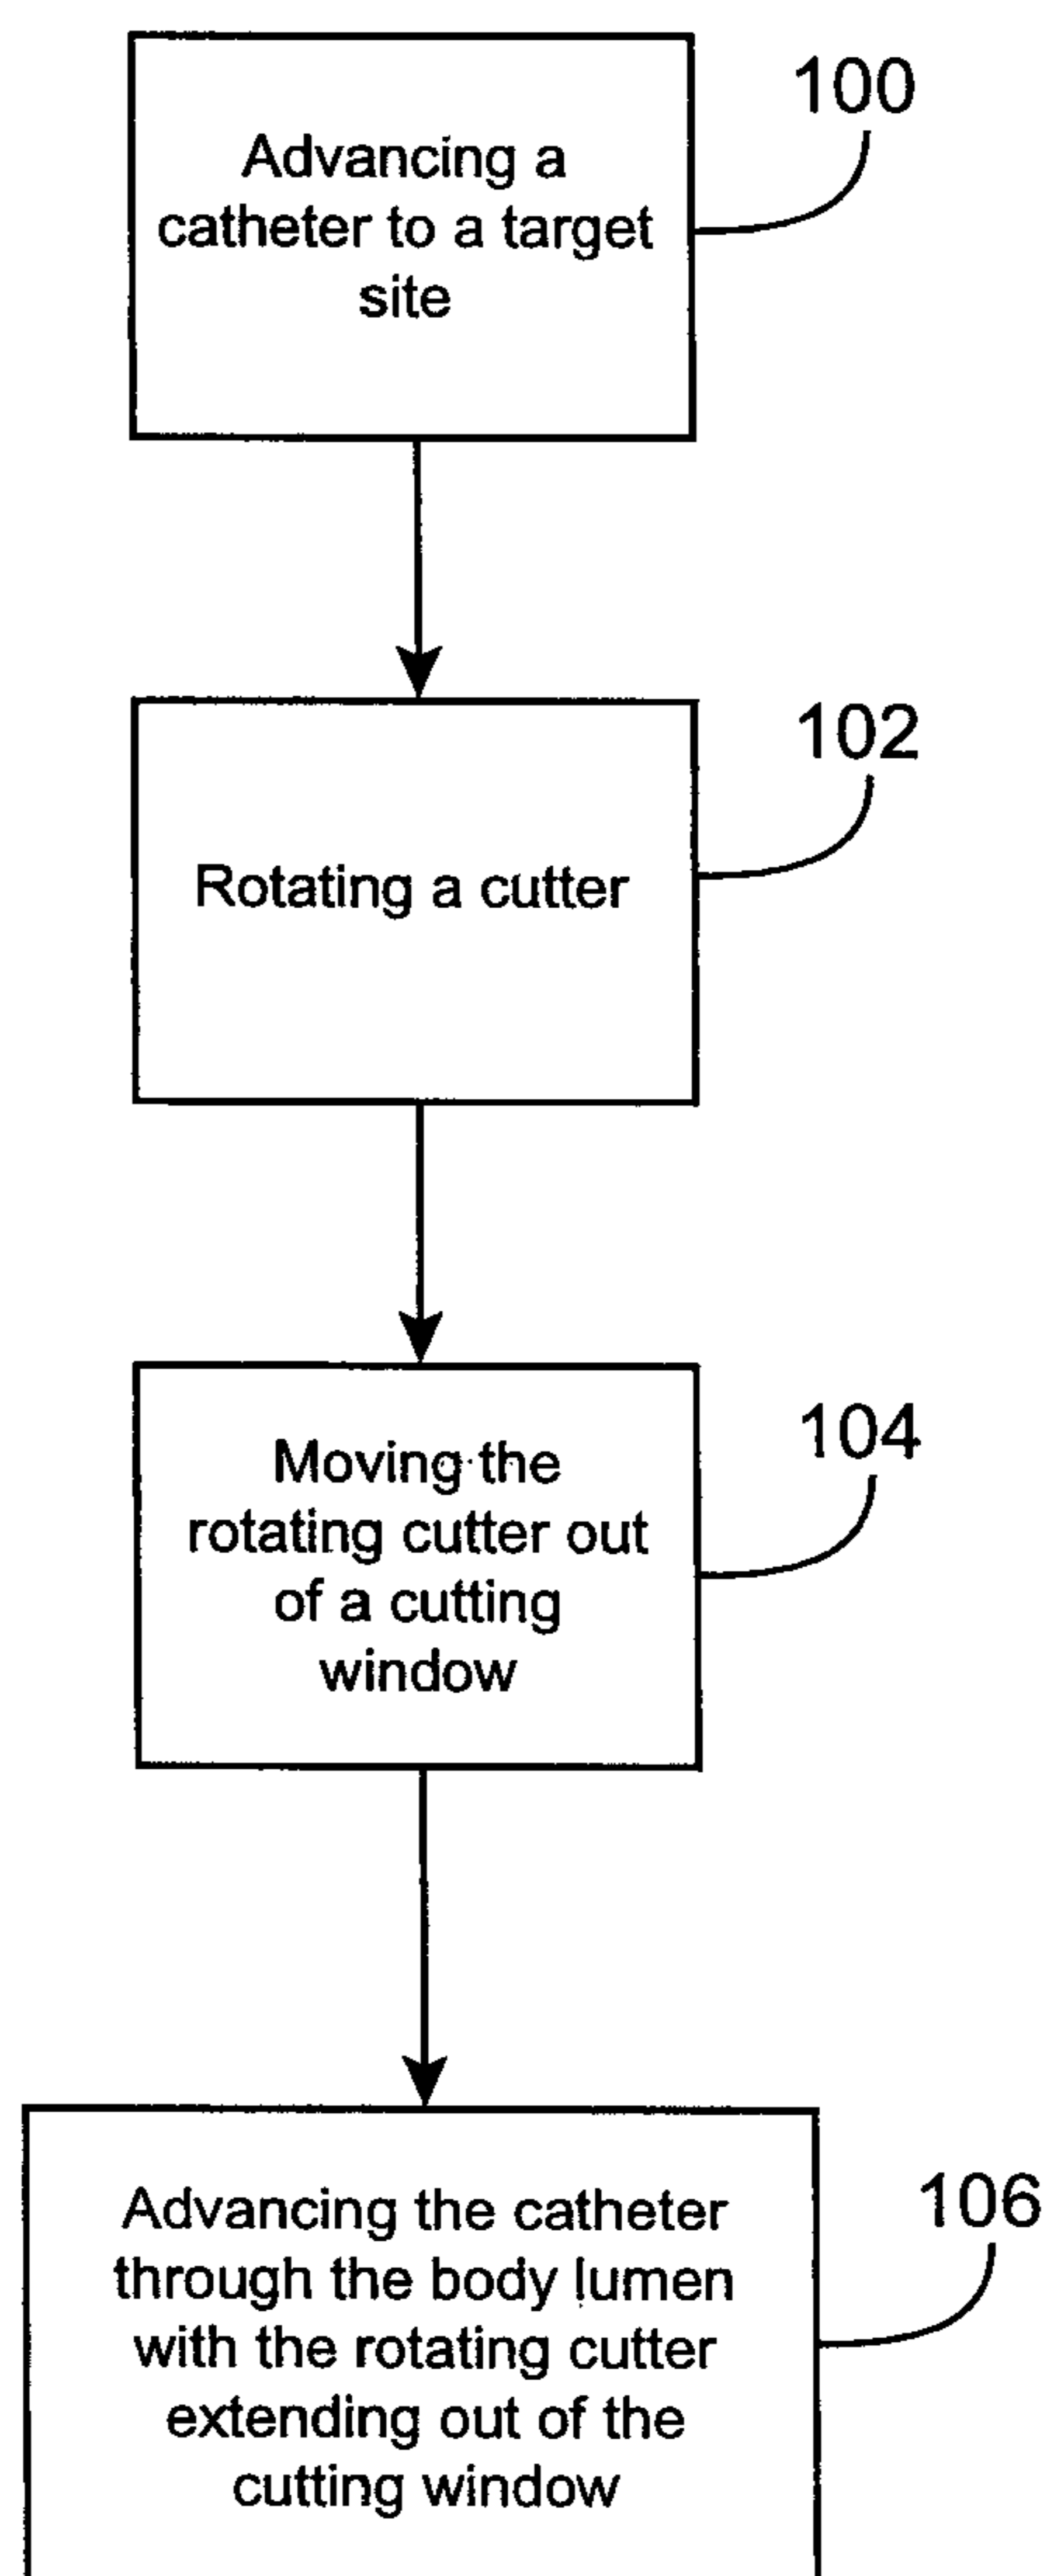 100
Advancing a
catheter to a target
site
102
Rotating a cutter
104
Moving the
rotating cutter out
of a cutting
window
106
Advancing the catheter
through the body lumen
with the rotating cutter
extending out of the
cutting window